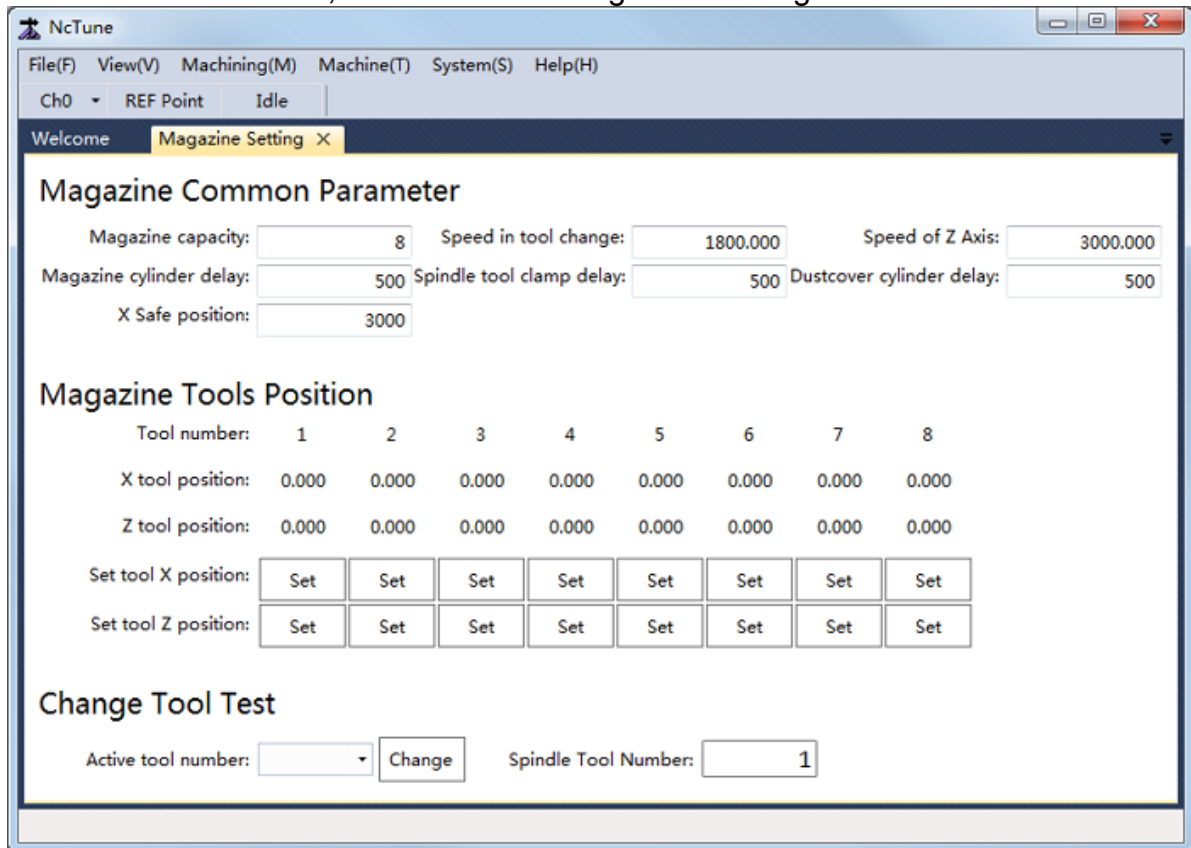 NcTune
File(F) View(V) Machining(M) Machine(T) System(S) Help(H)
Ch0 REF Point Idle
Welcome Magazine Setting
Magazine Common Parameter
Magazine capacity: 8 Speed in tool change: 1800.000 Speed of Z Axis: 3000.000
Magazine cylinder delay: 500 Spindle tool clamp delay: 500 Dustcover cylinder delay: 500
X Safe position: 3000
Magazine Tools Position
Tool number: 1 2 3 4 5 6 7 8
X tool position: 0.000 0.000 0.000 0.000 0.000 0.000 0.000 0.000
Z tool position: 0.000 0.000 0.000 0.000 0.000 0.000 0.000 0.000
Set tool X position: Set Set Set Set Set Set Set Set
Set tool Z position: Set Set Set Set Set Set Set Set
Change Tool Test
Active tool number: Change Spindle Tool Number: 1